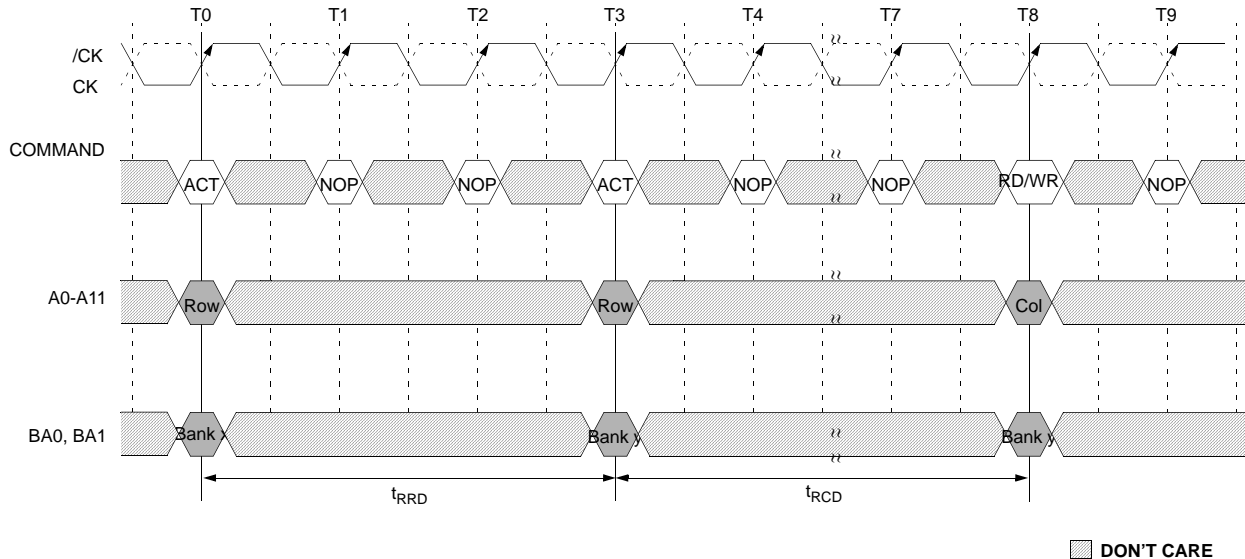 T0 T1 T2 T3 T4 T7 T8 T9
/CK
CK
COMMAND
ACT NOP NOP ACT NOP NOP RD/WR NOP
A0-A11
Row Row Col
BA0, BA1
Bank x Bank y Bank y
tRRD tRCD
DON'T CARE